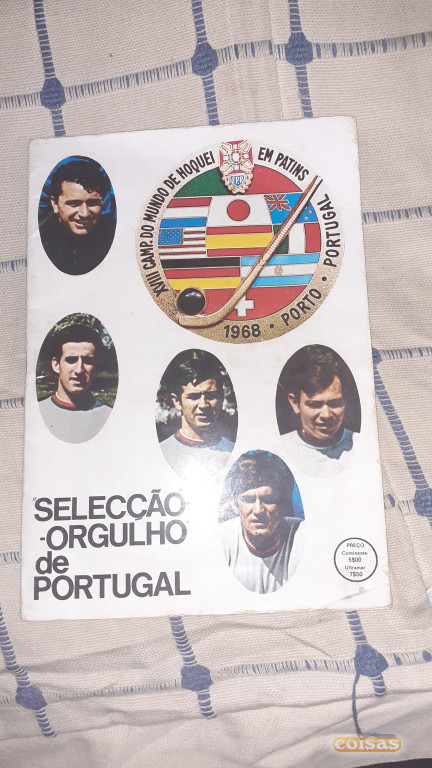 XVIII CAMP. DO MUNDO DE HOQUEI EM PATINS
1968 · PORTO · PORTUGAL
"SELECÇÃO-
-ORGULHO"
de
PORTUGAL
PREÇO
Continente
5$00
Ultramar
7$50
coisas